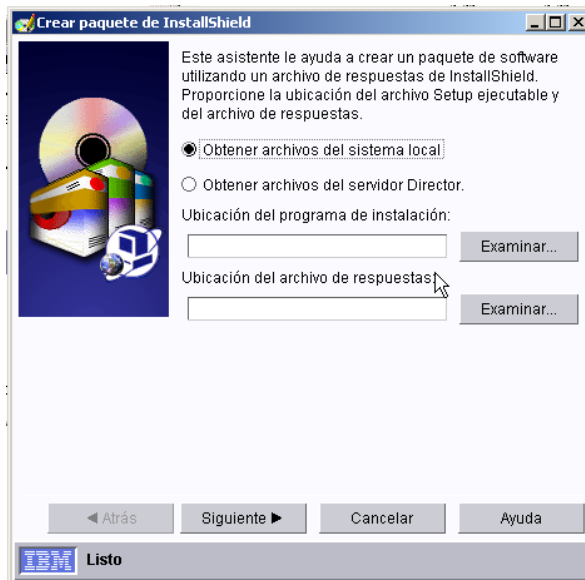 Crear paquete de InstallShield
Este asistente le ayuda a crear un paquete de software
utilizando un archivo de respuestas de InstallShield.
Proporcione la ubicación del archivo Setup ejecutable y
del archivo de respuestas.
Obtener archivos del sistema local
Obtener archivos del servidor Director.
Ubicación del programa de instalación:
Examinar...
Ubicación del archivo de respuestas:
Examinar...
Atrás Siguiente Cancelar Ayuda
IBM Listo